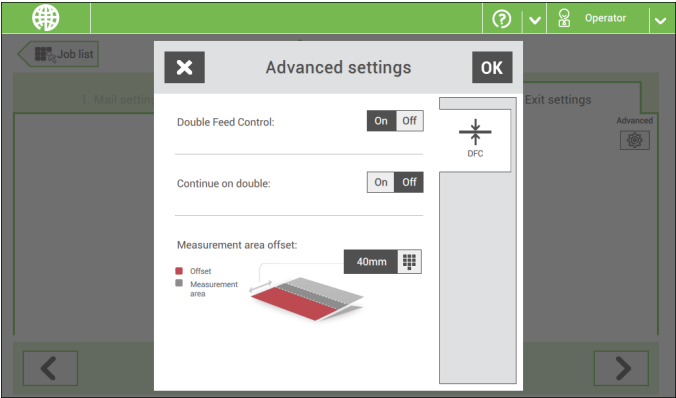 Operator
Job list
Advanced settings
OK
1. Mail settin
Exit settings
Advanced
Double Feed Control:
On Off
DFC
Continue on double:
On Off
Measurement area offset:
40mm
Offset
Measurement
area